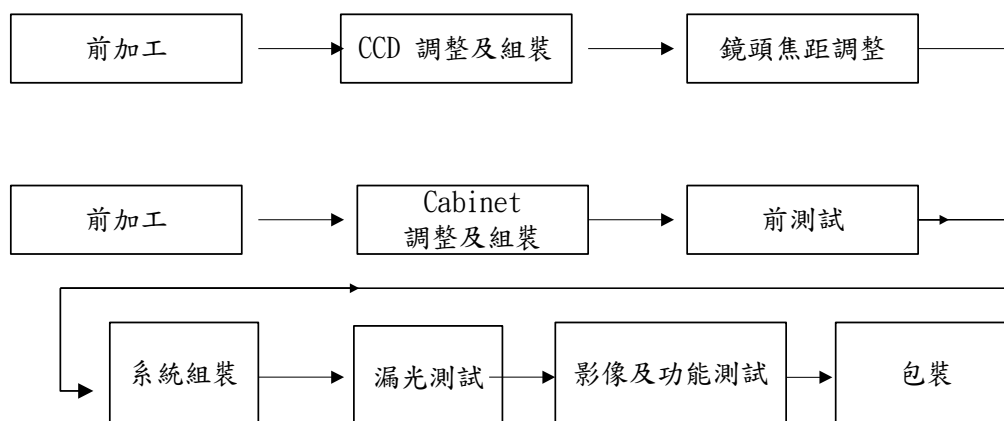 前加工
CCD 調整及組裝
鏡頭焦距調整
前加工
Cabinet
調整及組裝
前測試
系統組裝
漏光測試
影像及功能測試
包裝